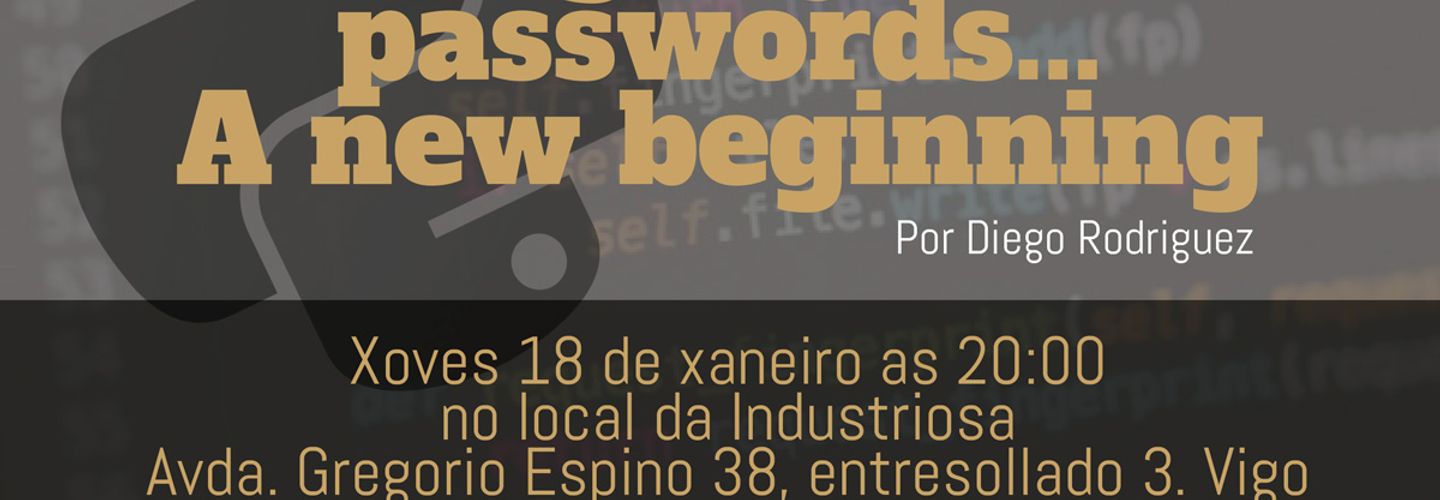 passwords...
A new beginning
Por Diego Rodriguez
Xoves 18 de xaneiro as 20:00
no local da Industriosa
Avda. Gregorio Espino 38, entresollado 3. Vigo